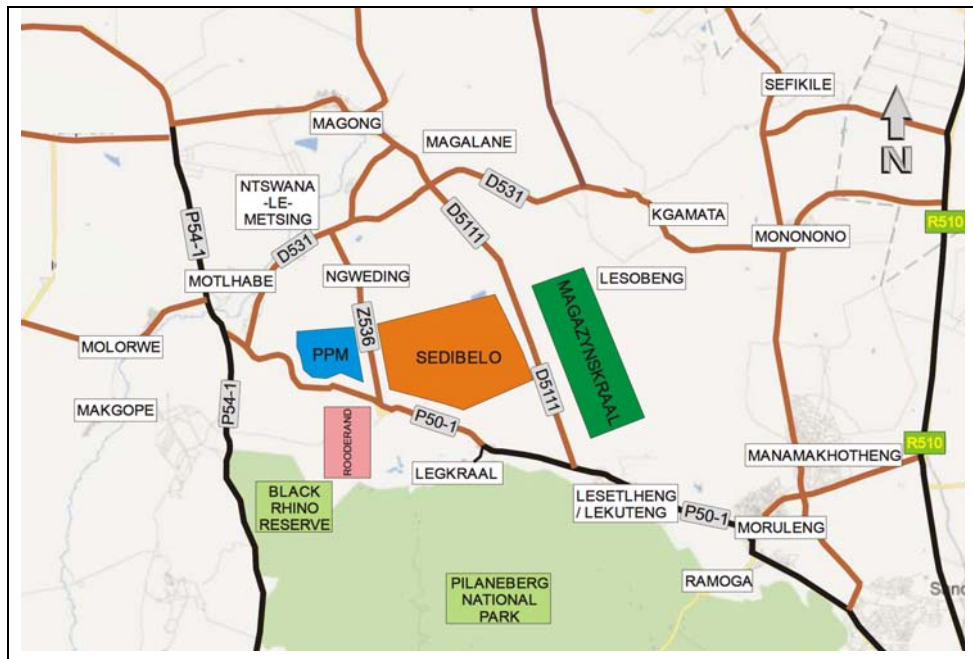 SEFIKILE
MAGONG
MAGALANE
N
NTSWANA
-LE-
METSING
D531
D531
KGAMATA
R510
P54-1
D5111
MONONONO
MOTLHABE
NGWEDING
LESOBENG
Z536
MAGAZYNSKRAAL
MOLORWE
PPM
SEDIBELO
D5111
MAKGOPE
P54-1
P50-1
ROODERAND
R510
MANAMAKHOTHENG
LEGKRAAL
BLACK
RHINO
RESERVE
LESETLHENG
/ LEKUTENG
P50-1
MORULENG
PILANEBERG
NATIONAL
PARK
RAMOGA